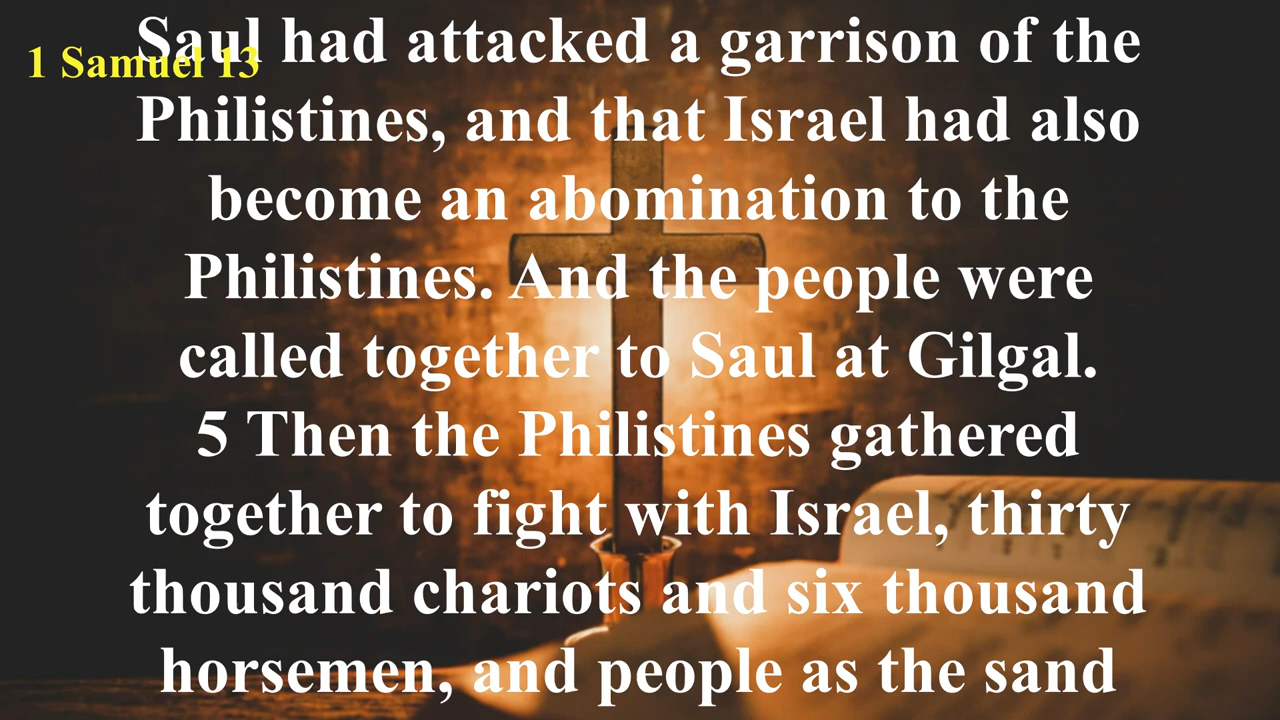 1 Samuel 13
Saul had attacked a garrison of the
Philistines, and that Israel had also
become an abomination to the
Philistines. And the people were
called together to Saul at Gilgal.
5 Then the Philistines gathered
together to fight with Israel, thirty
thousand chariots and six thousand
horsemen, and people as the sand